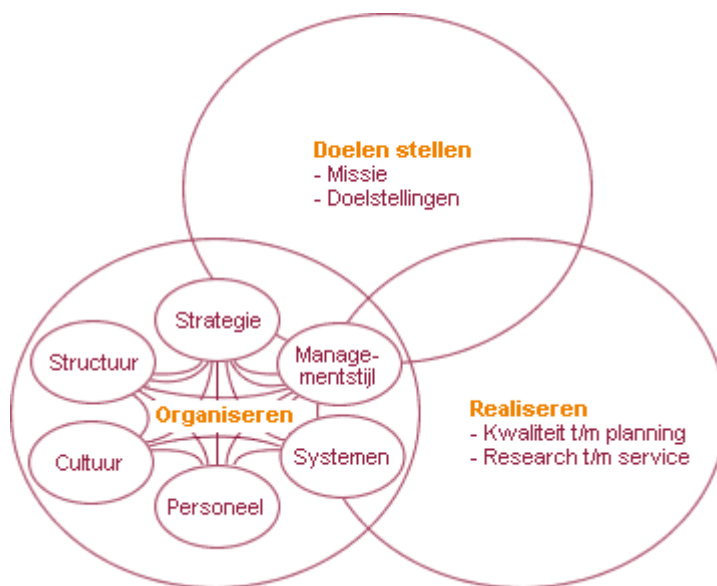 Doelen stellen
- Missie
- Doelstellingen
Strategie
Structuur
Manage-
mentstijl
Organiseren
Cultuur
Systemen
Personeel
Realiseren
- Kwaliteit t/m planning
- Research t/m service